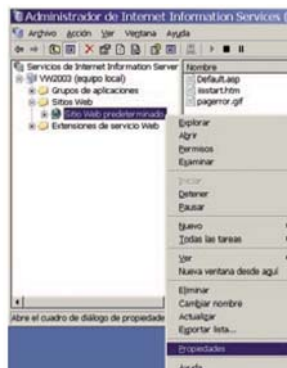 Administrador de Internet Information Services (
Archivo Acción Ver Ventana Ayuda
Servicios de Internet Information Server
VW2003 (equipo local)
Grupos de aplicaciones
Sitios Web
Sitio Web predeterminado
Extensiones de servicio Web
Nombre
Default.asp
iisstart.htm
pagerror.gif
Explorar
Abrir
Permisos
Examinar
Iniciar
Detener
Pausar
Nuevo
Todas las tareas
Ver
Nueva ventana desde aquí
Eliminar
Cambiar nombre
Actualizar
Exportar lista...
Propiedades
Ayuda
Abre el cuadro de diálogo de propiedade